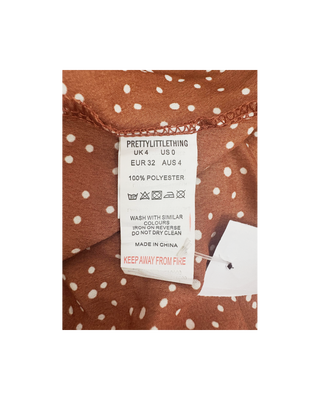 PRETTYLITTLETHING
UK 4 US 0
EUR 32 AUS 4
100% POLYESTER
WASH WITH SIMILAR
COLOURS
IRON ON REVERSE
DO NOT DRY CLEAN
MADE IN CHINA
KEEP AWAY FROM FIRE